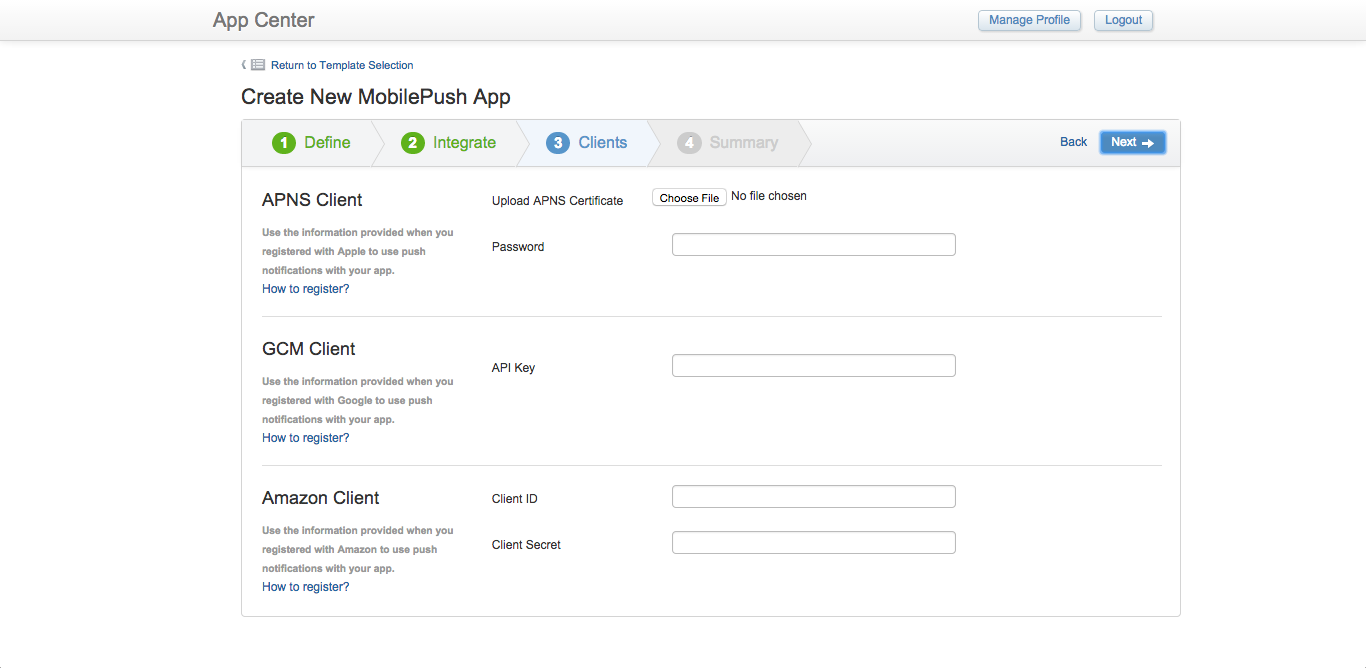 App Center
Manage Profile
Logout
Return to Template Selection
Create New MobilePush App
1 Define
2 Integrate
3 Clients
4 Summary
Back
Next
APNS Client
Use the information provided when you
registered with Apple to use push
notifications with your app.
How to register?
Upload APNS Certificate
Choose File No file chosen
Password
GCM Client
Use the information provided when you
registered with Google to use push
notifications with your app.
How to register?
API Key
Amazon Client
Use the information provided when you
registered with Amazon to use push
notifications with your app.
How to register?
Client ID
Client Secret